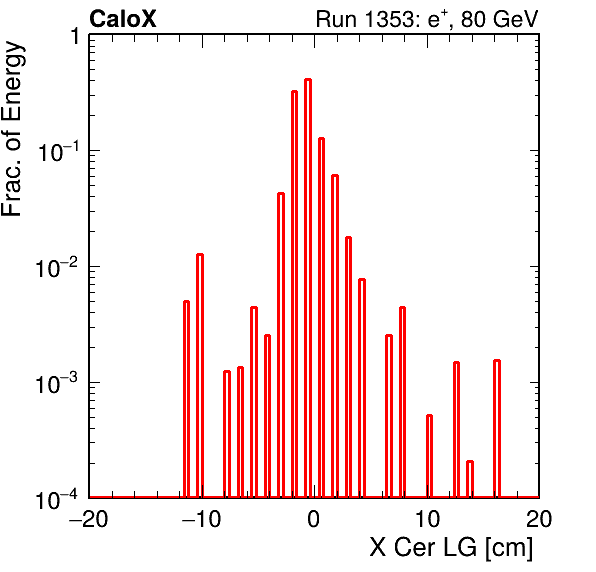 CaloX Run 1353: e⁺, 80 GeV
Frac. of Energy
1
10⁻¹
10⁻²
10⁻³
10⁻⁴
−20 −10 0 10 20
X Cer LG [cm]